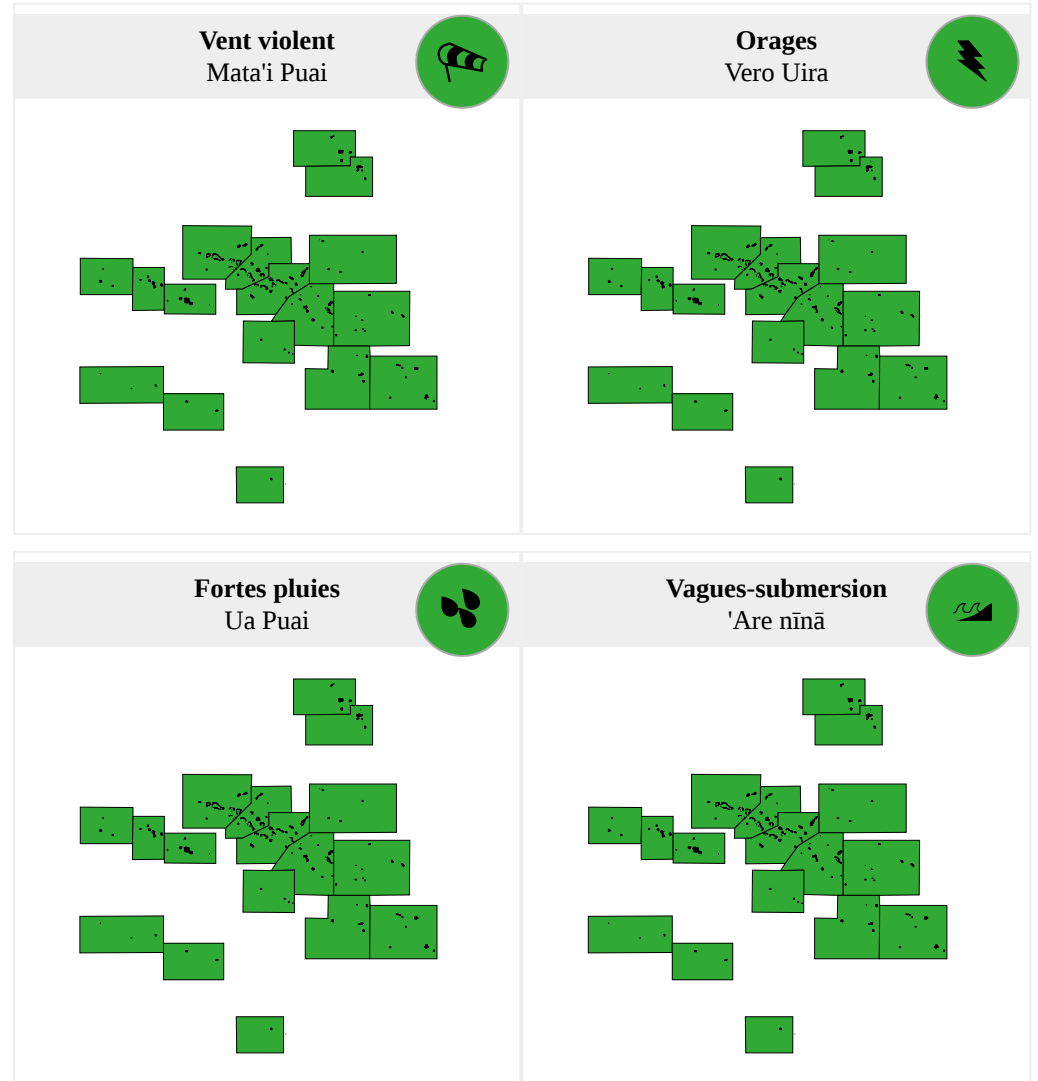 Vent violent
Mata'i Puai
Orages
Vero Uira
Fortes pluies
Ua Puai
Vagues-submersion
'Are nīnā